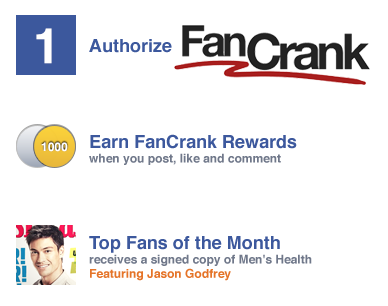 1
Authorize FanCrank
1000
Earn FanCrank Rewards
when you post, like and comment
Top Fans of the Month
receives a signed copy of Men's Health
Featuring Jason Godfrey